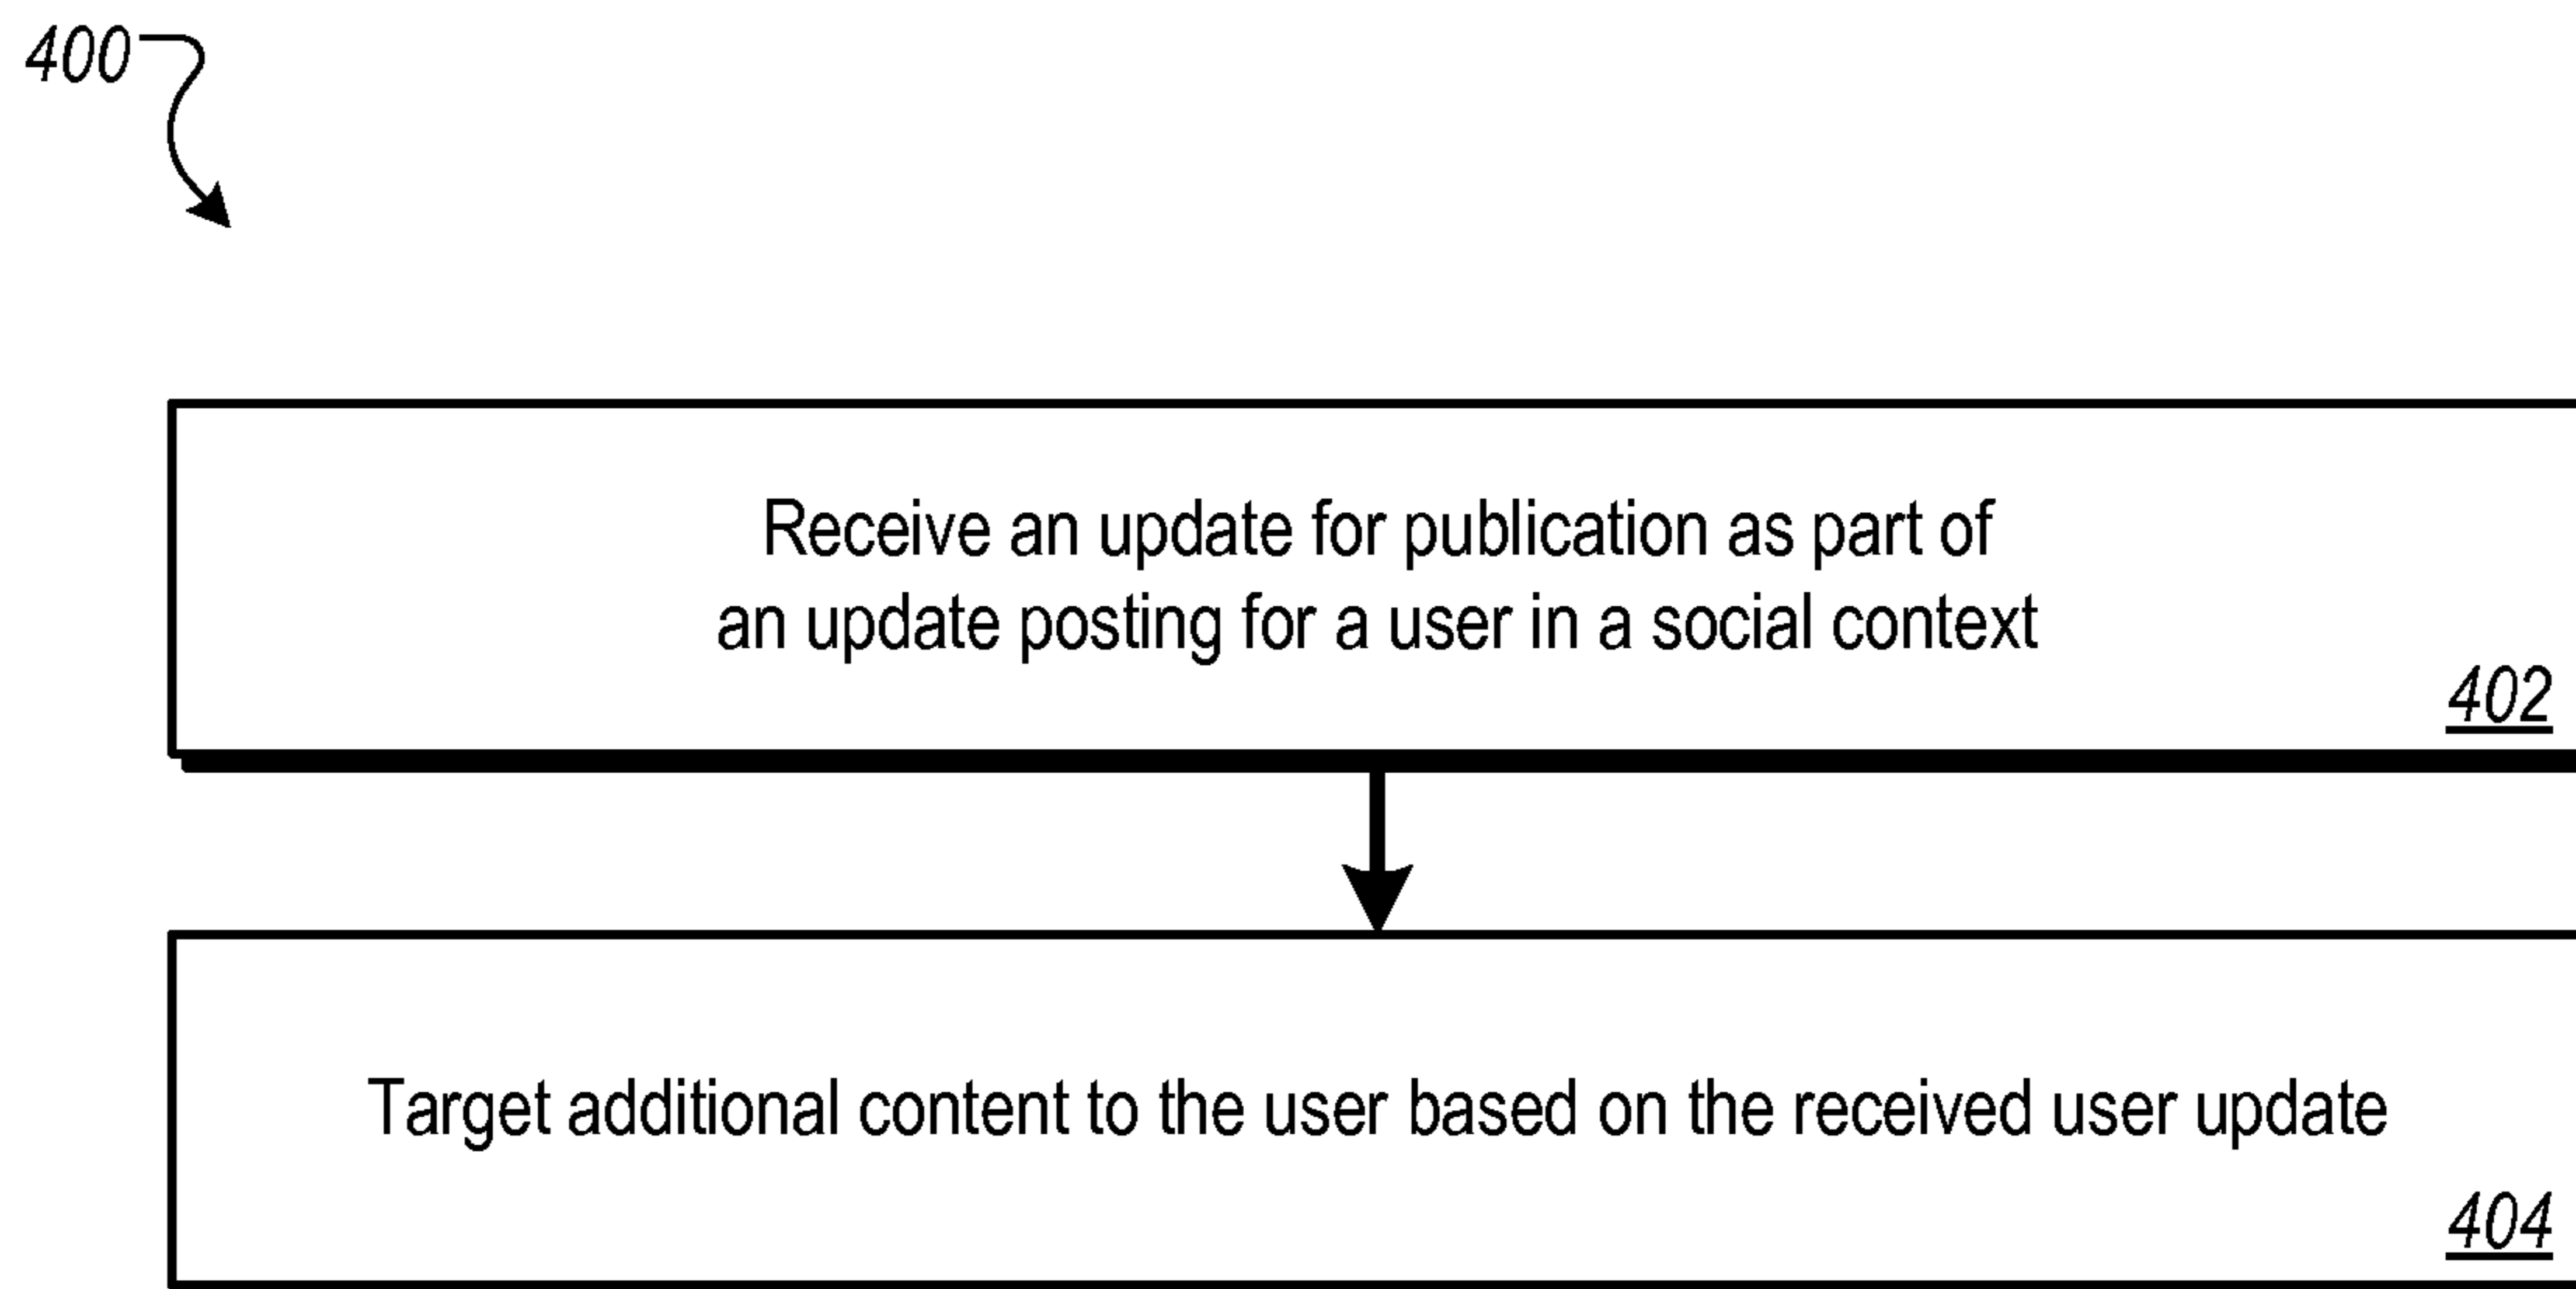 400
Receive an update for publication as part of
an update posting for a user in a social context
402
Target additional content to the user based on the received user update
404